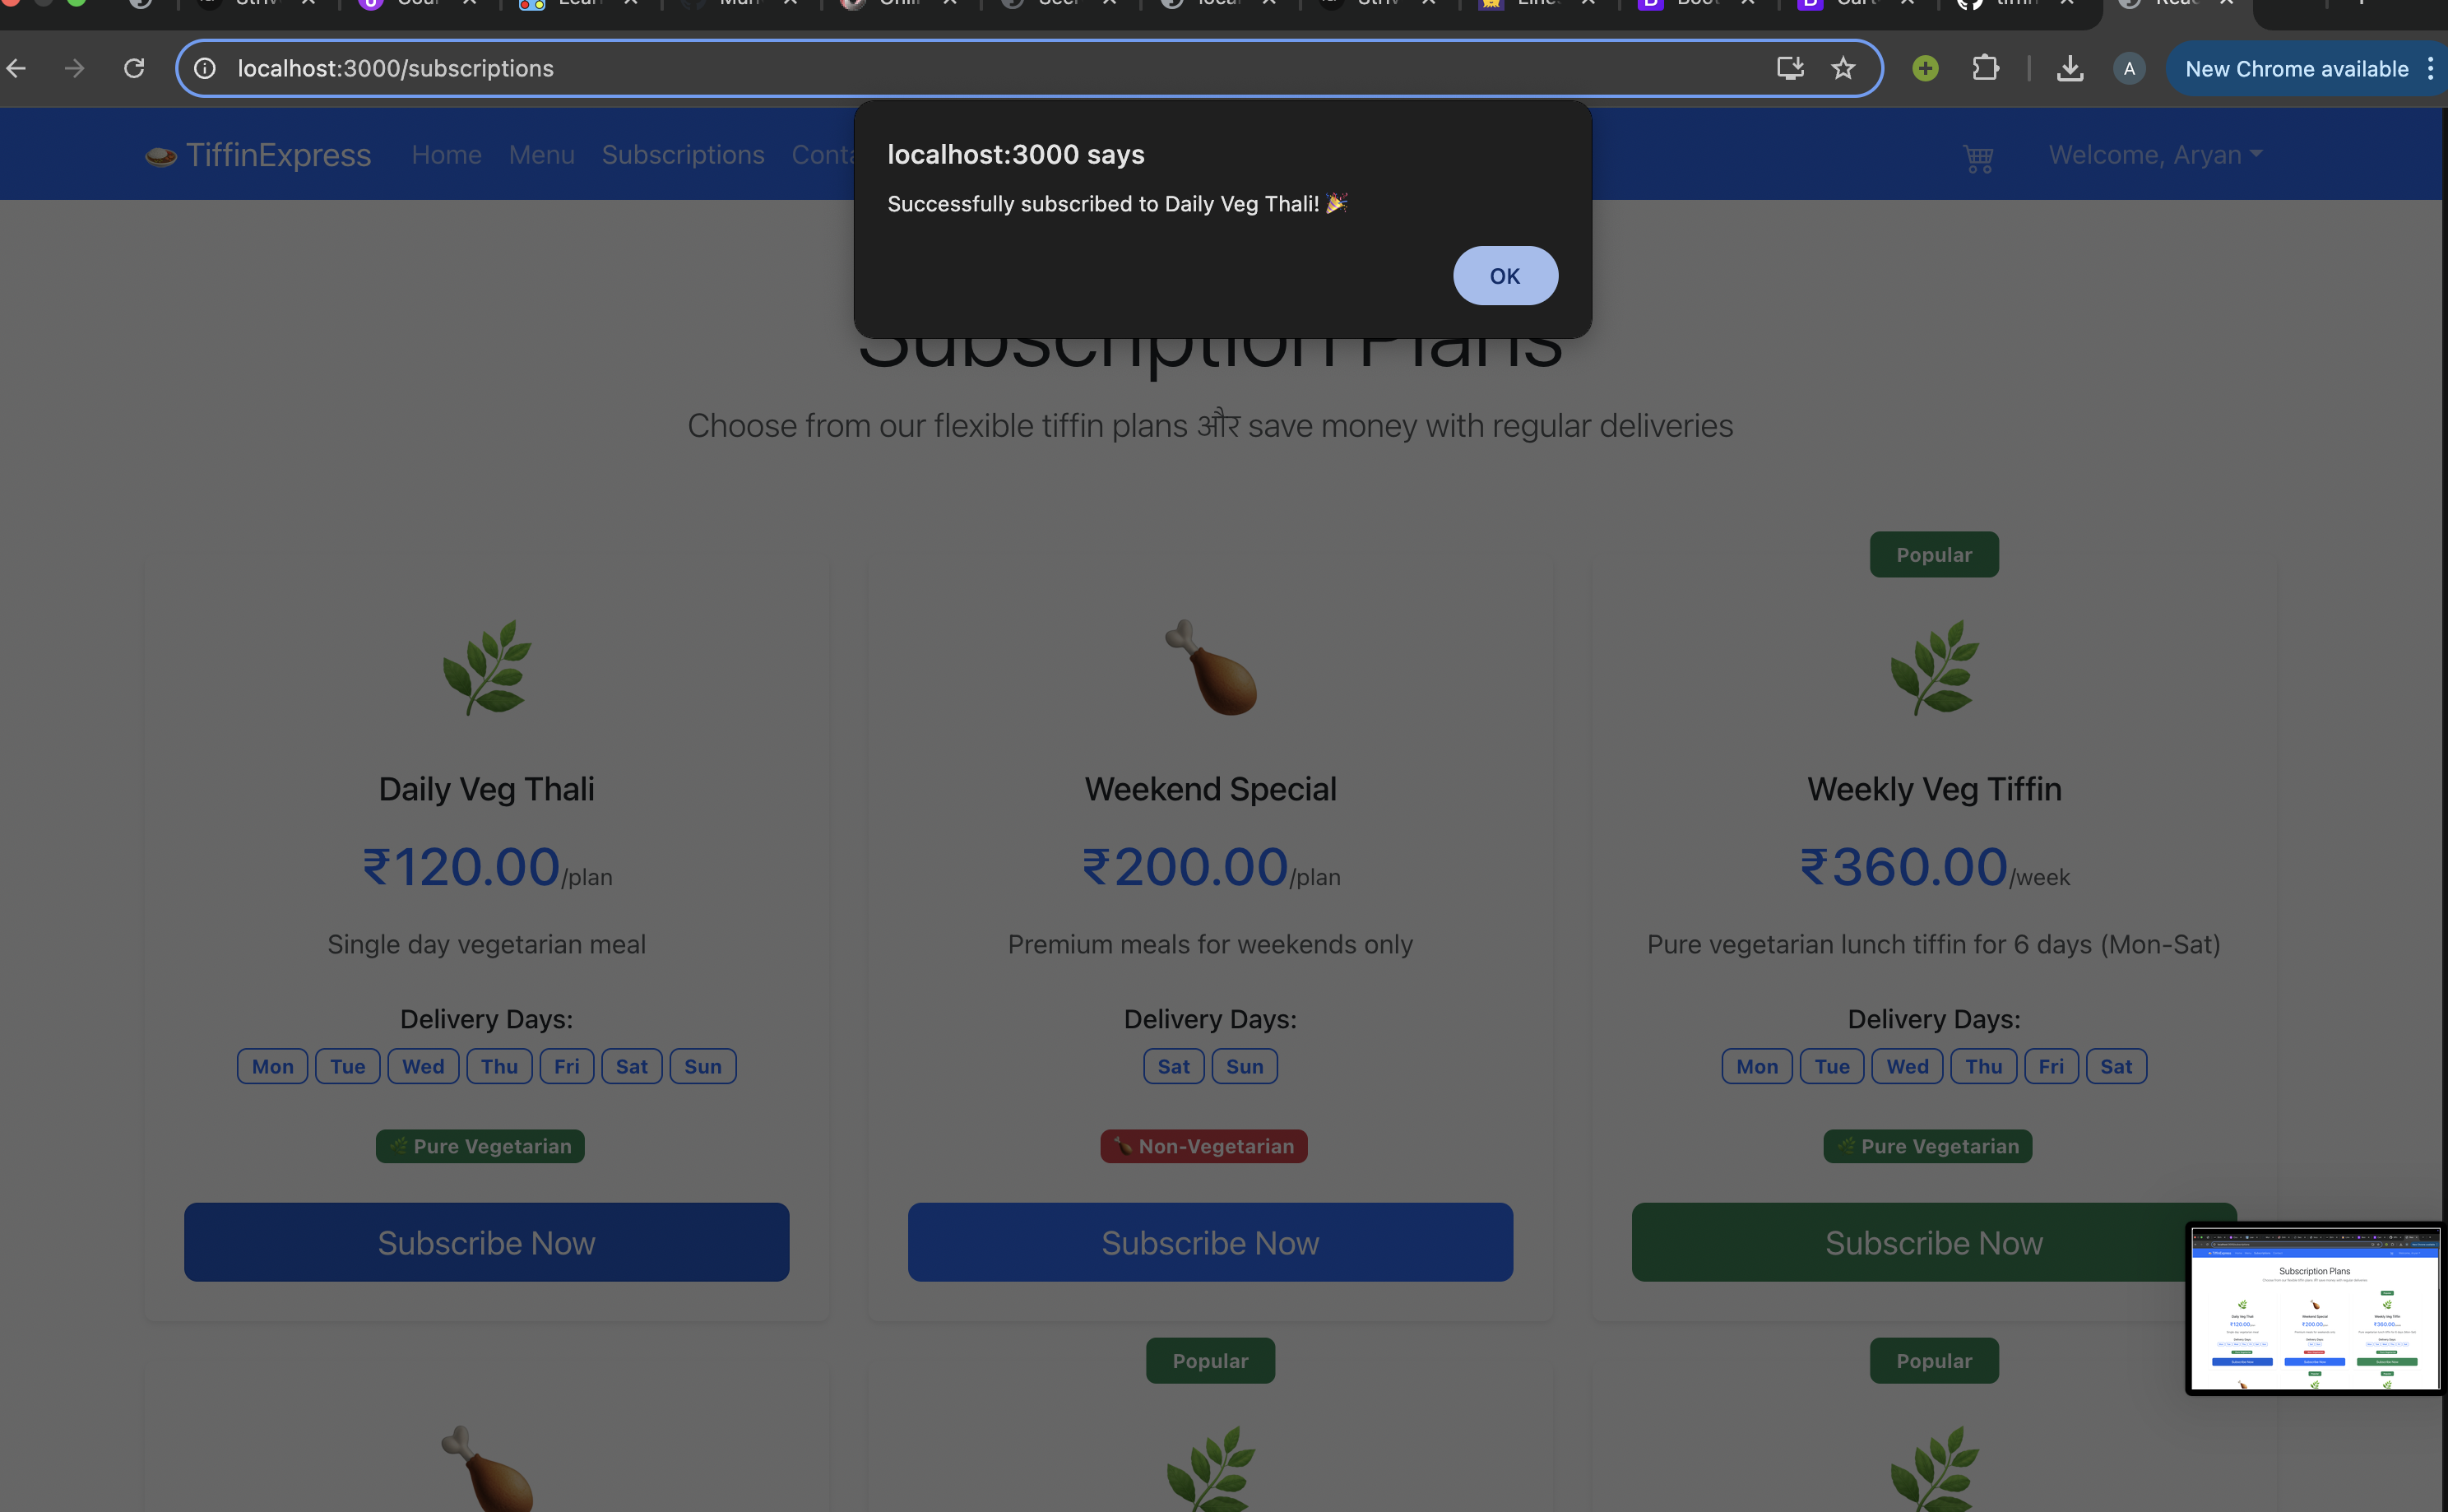 localhost:3000/subscriptions
A
New Chrome available
TiffinExpress
Home
Menu
Subscriptions
Welcome, Aryan
localhost:3000 says
Successfully subscribed to Daily Veg Thali! 🎉
OK
Subscription Plans
Choose from our flexible tiffin plans और save money with regular deliveries
Daily Veg Thali
₹120.00/plan
Single day vegetarian meal
Delivery Days:
Mon Tue Wed Thu Fri Sat Sun
Pure Vegetarian
Subscribe Now
Weekend Special
₹200.00/plan
Premium meals for weekends only
Delivery Days:
Sat Sun
Non-Vegetarian
Subscribe Now
Popular
Weekly Veg Tiffin
₹360.00/week
Pure vegetarian lunch tiffin for 6 days (Mon-Sat)
Delivery Days:
Mon Tue Wed Thu Fri Sat
Pure Vegetarian
Subscribe Now
Popular
Popular
Subscription Plans